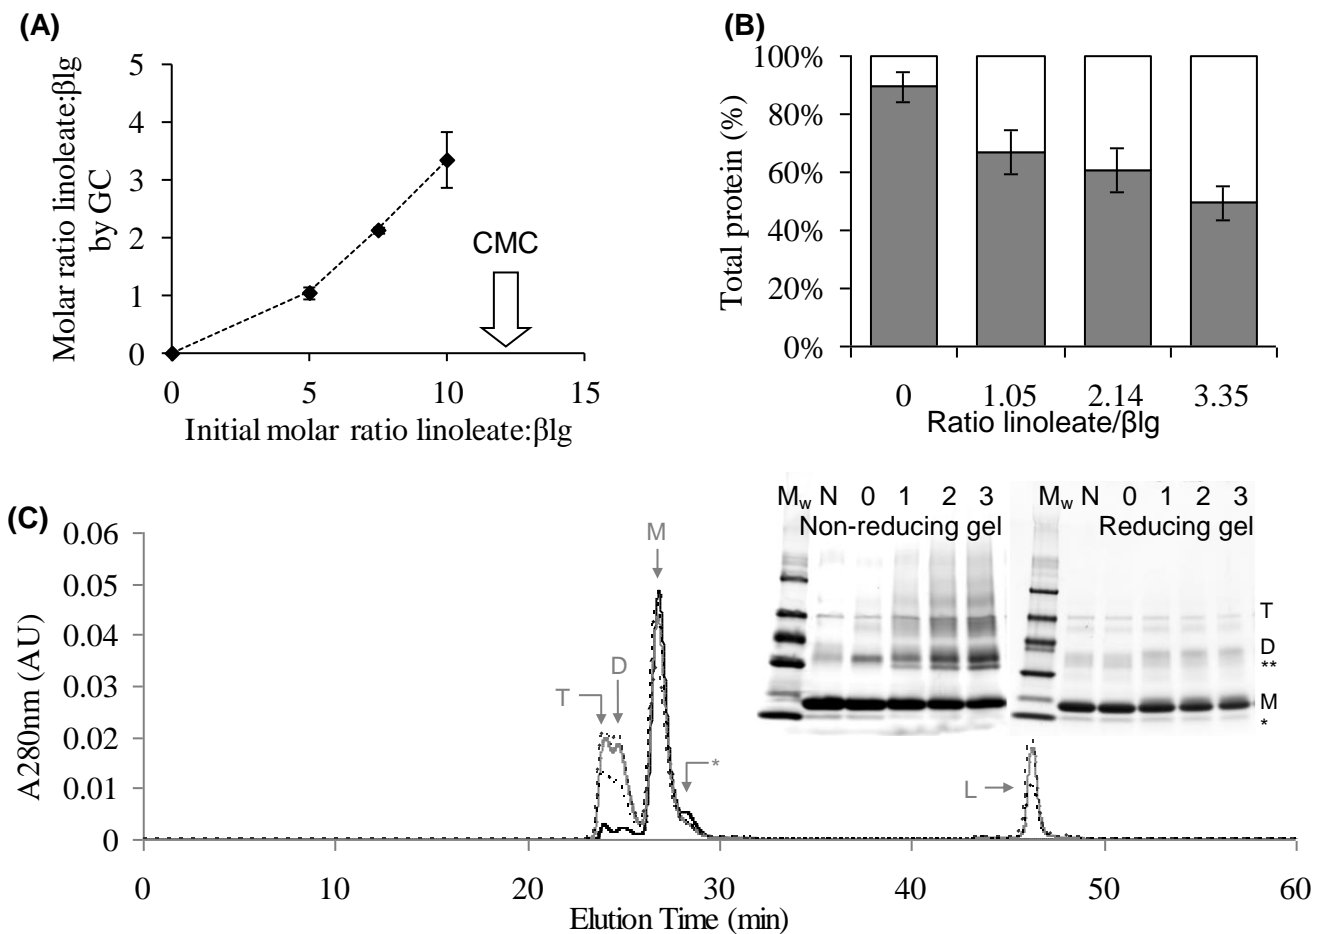 (A)
Molar ratio linoleate:βlg
by GC
5
4
3
2
1
0
CMC
0 5 10 15
Initial molar ratio linoleate:βlg
(B)
Total protein (%)
100%
80%
60%
40%
20%
0%
0 1.05 2.14 3.35
Ratio linoleate/βlg
(C)
A280nm (AU)
0.06
0.05
0.04
0.03
0.02
0.01
0
T
D
M
*
L
0 10 20 30 40 50 60
Elution Time (min)
Mw N 0 1 2 3
Non-reducing gel
Mw N 0 1 2 3
Reducing gel
T
D
**
M
*